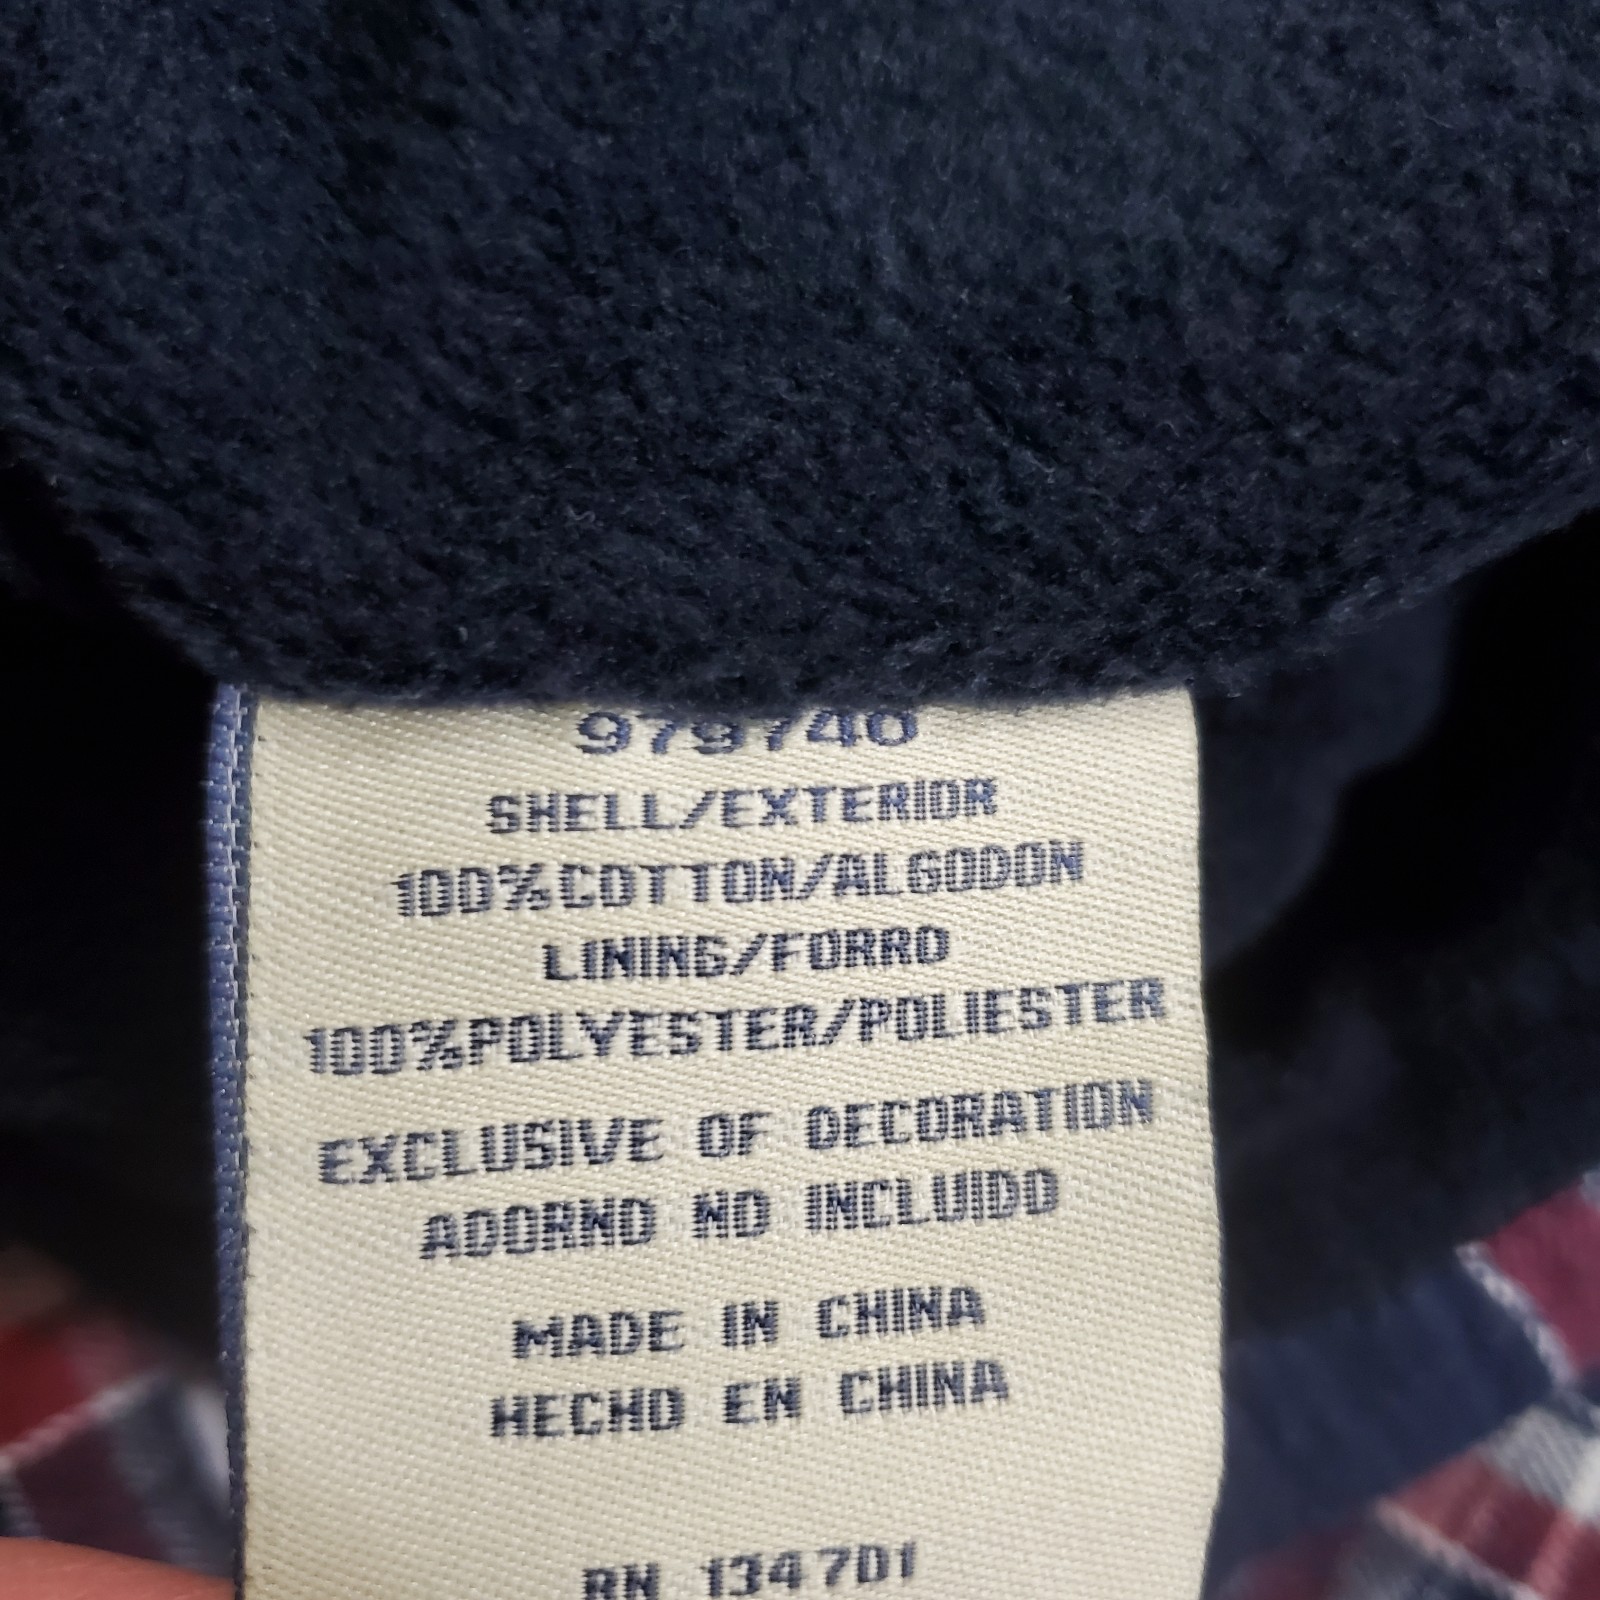 979740
SHELL/EXTERIOR
100%COTTON/ALGODON
LINING/FORRO
100%POLYESTER/POLIESTER
EXCLUSIVE OF DECORATION
ADORNO NO INCLUIDO
MADE IN CHINA
HECHO EN CHINA
RN 134701